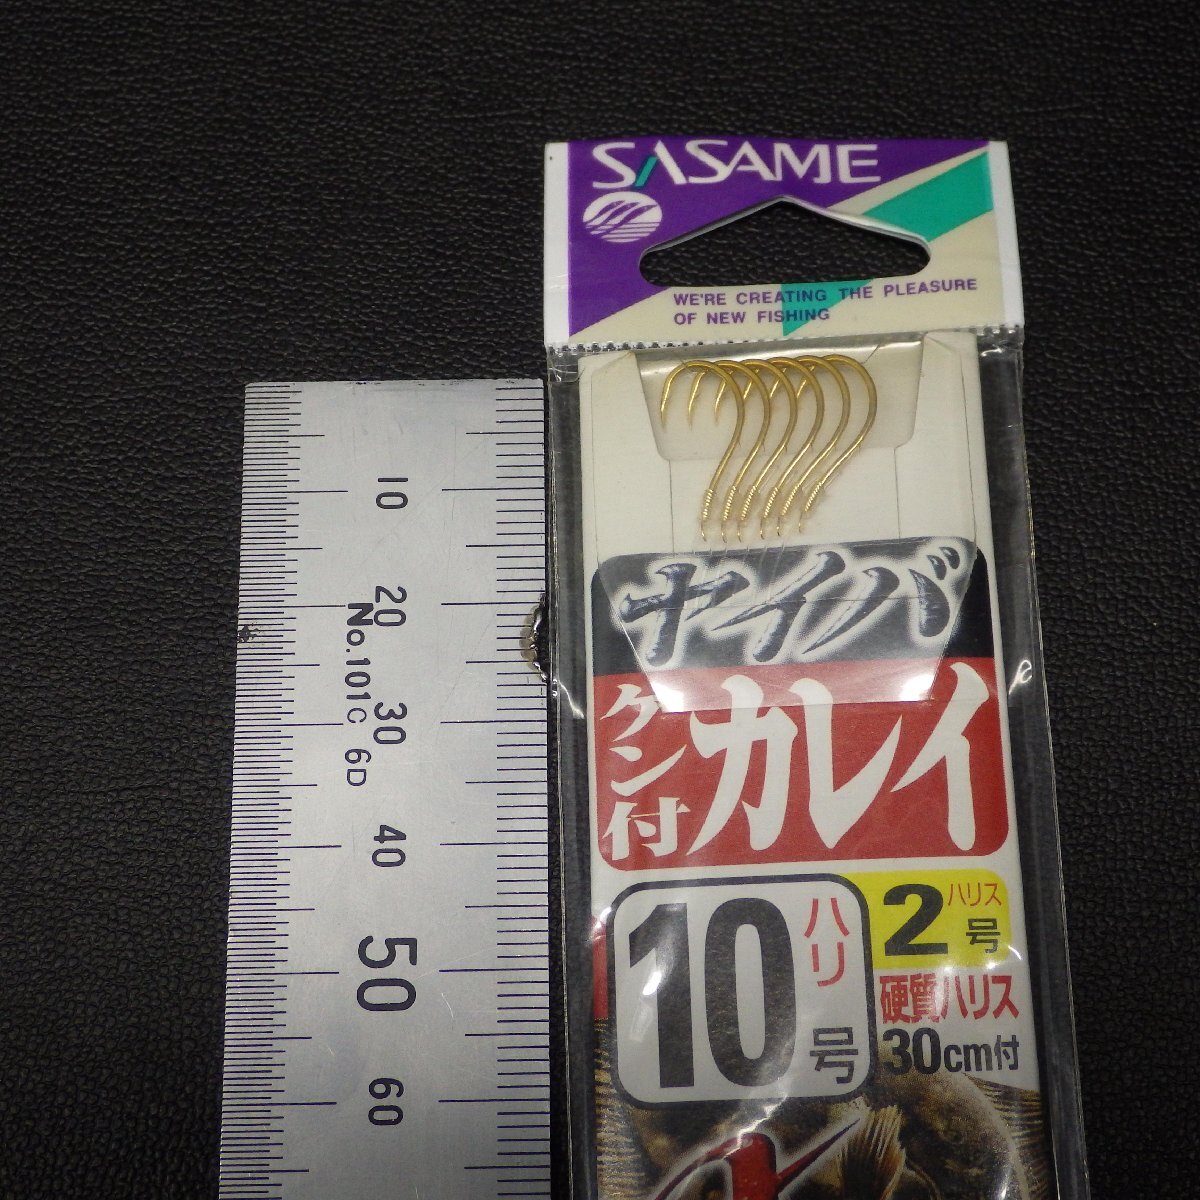 SASAME
WE'RE CREATING THE PLEASURE
OF NEW FISHING
ヤイバ
ケン付
カレイ
10
ハリ
号
2
ハリス
号
硬質ハリス
30cm付
10
20
30
40
50
60
No.101C 6D